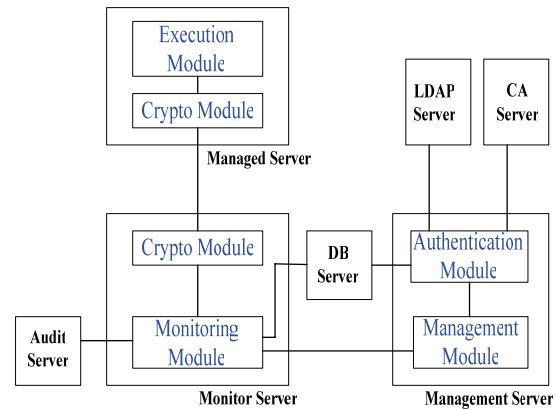 Execution
Module
Crypto Module
Managed Server
LDAP
Server
CA
Server
Crypto Module
DB
Server
Authentication
Module
Audit
Server
Monitoring
Module
Management
Module
Monitor Server
Management Server